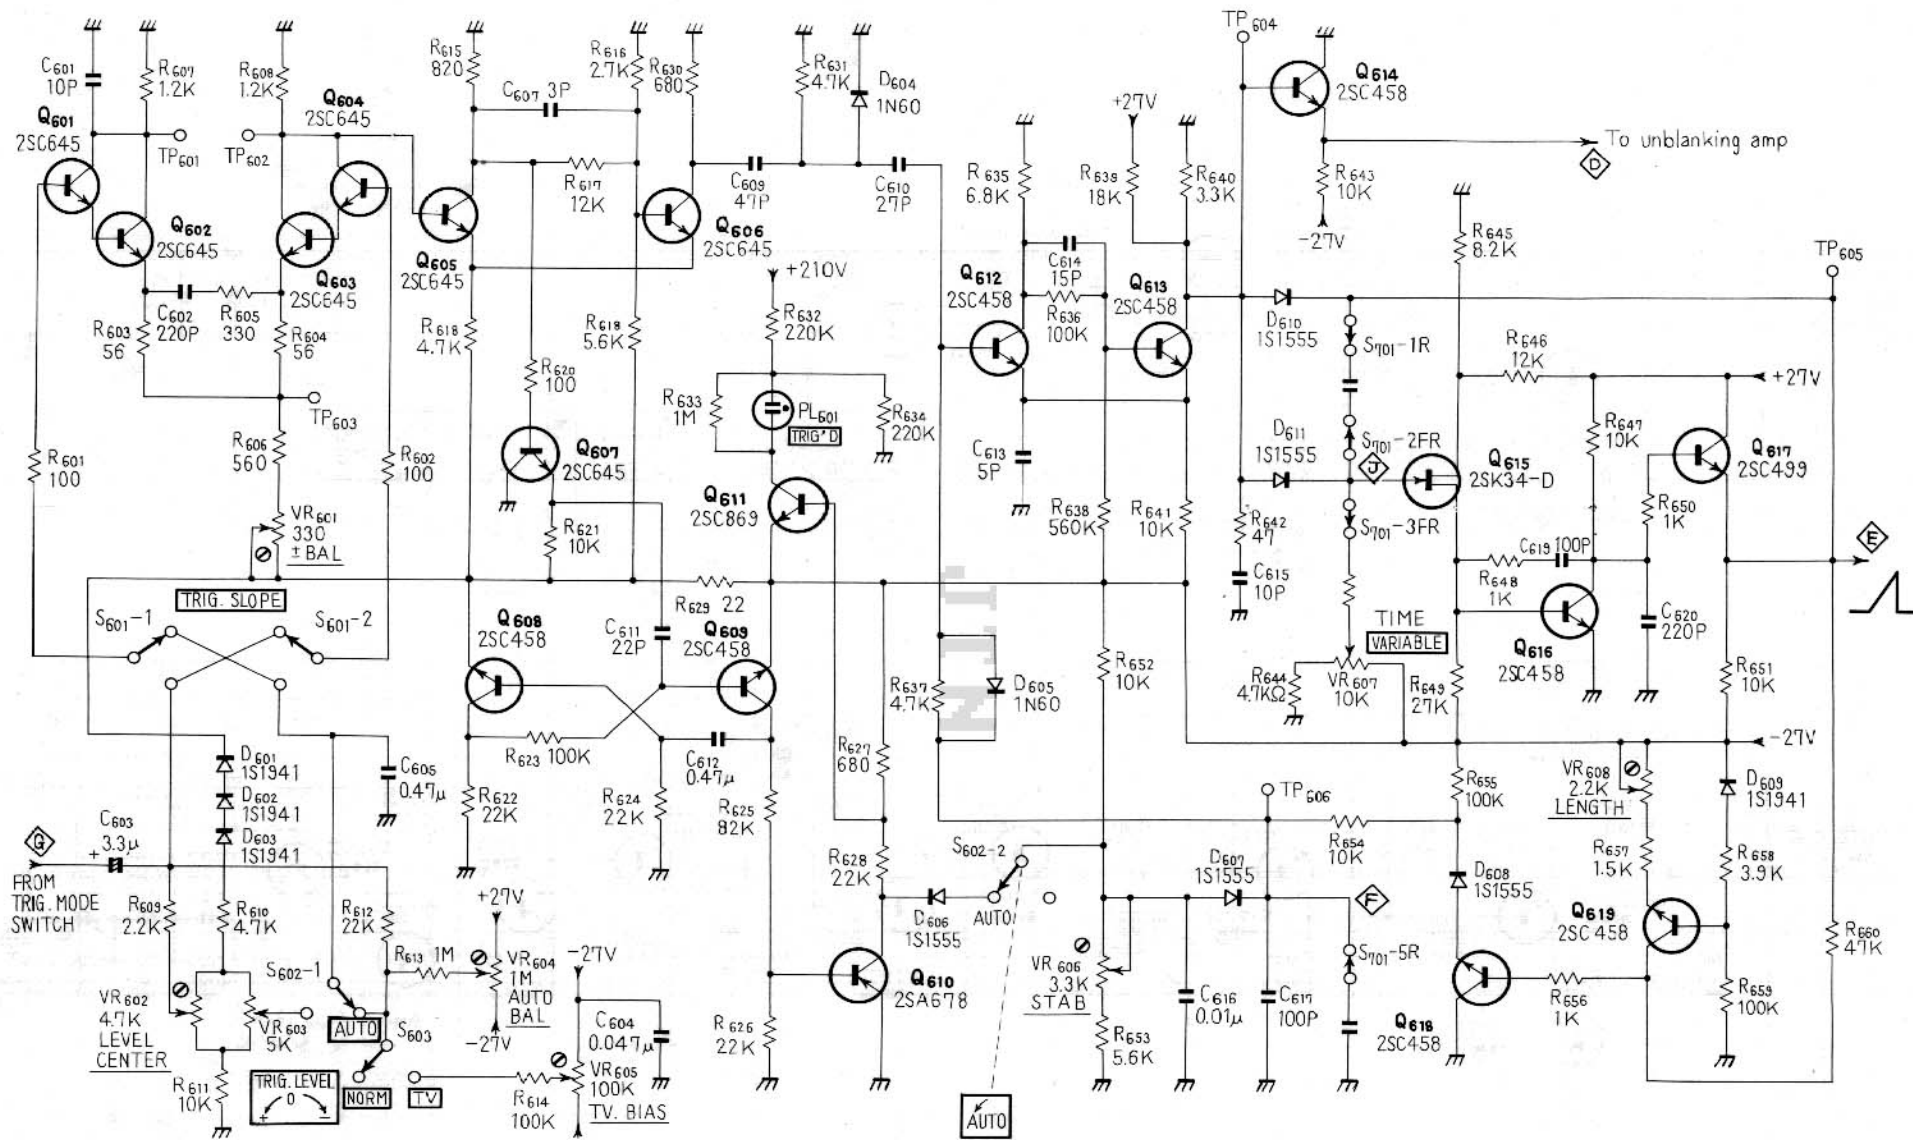 C601
10P
R607
1.2K
R608
1.2K
Q604
2SC645
Q601
2SC645
TP601
TP602
Q602
2SC645
Q603
2SC645
C602
220P
R605
330
R603
56
R604
56
TP603
R606
560
R601
100
R602
100
VR601
330
± BAL
TRIG. SLOPE
S601-1
S601-2
R615
820
C607 3P
R616
2.7K
R630
680
R631
4.7K
D604
1N60
R617
12K
C609
47P
C610
27P
Q605
2SC645
Q606
2SC645
R618
4.7K
R618
5.6K
R620
100
Q607
2SC645
R621
10K
+210V
R632
220K
R633
1M
PL601
TRIG'D
R634
220K
Q611
2SC869
R629 22
Q608
2SC458
C611
22P
Q609
2SC458
R623 100K
C612
0.47μ
R622
22K
R624
22K
R625
82K
R627
680
R628
22K
D606
1S1555
Q610
2SA678
R626
22K
TP604
Q614
2SC458
+27V
To unblanking amp
D
R643
10K
-27V
R635
6.8K
R639
18K
R640
3.3K
C614
15P
Q612
2SC458
Q613
2SC458
R636
100K
C613
5P
R638
560K
R641
10K
D610
1S1555
S701-1R
D611
1S1555
S701-2FR
J
S701-3FR
R642
47
C615
10P
R645
8.2K
TP605
R646
12K
+27V
R647
10K
Q615
2SK34-D
Q617
2SC499
R650
1K
C619 100P
R648
1K
E
Q616
2SC458
C620
220P
TIME
VARIABLE
R644
4.7KΩ
VR607
10K
R649
27K
R651
10K
R637
4.7K
D605
1N60
R652
10K
-27V
TP606
R655
100K
VR608
2.2K
LENGTH
D609
1S1941
R654
10K
S602-2
AUTO
D607
1S1555
F
D608
1S1555
R657
1.5K
R658
3.9K
Q619
2SC458
R660
47K
VR606
3.3K
STAB
C616
0.01μ
C617
100P
S701-5R
R656
1K
R659
100K
Q618
2SC458
R653
5.6K
AUTO
D601
1S1941
D602
1S1941
D603
1S1941
C605
0.47μ
G
C603
3.3μ
+
FROM
TRIG. MODE
SWITCH
R609
2.2K
R610
4.7K
R612
22K
R613 1M
+27V
VR604
1M
AUTO
BAL
-27V
-27V
S602-1
VR602
4.7K
LEVEL
CENTER
VR603
5K
AUTO
S603
C604
0.047μ
R611
10K
TRIG. LEVEL
0
+ −
NORM
TV
R614
100K
VR605
100K
TV. BIAS